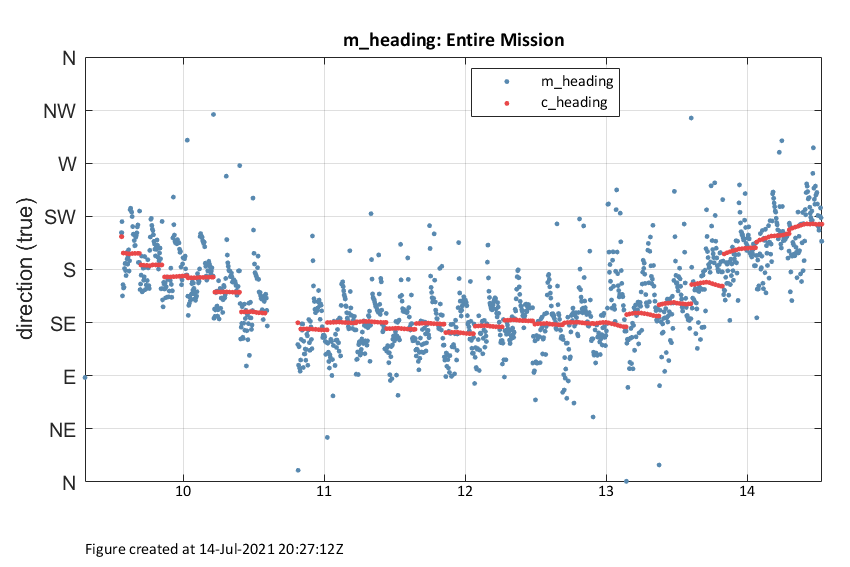 m_heading: Entire Mission
m_heading
c_heading
direction (true)
N
NW
W
SW
S
SE
E
NE
N
10 11 12 13 14
Figure created at 14-Jul-2021 20:27:12Z